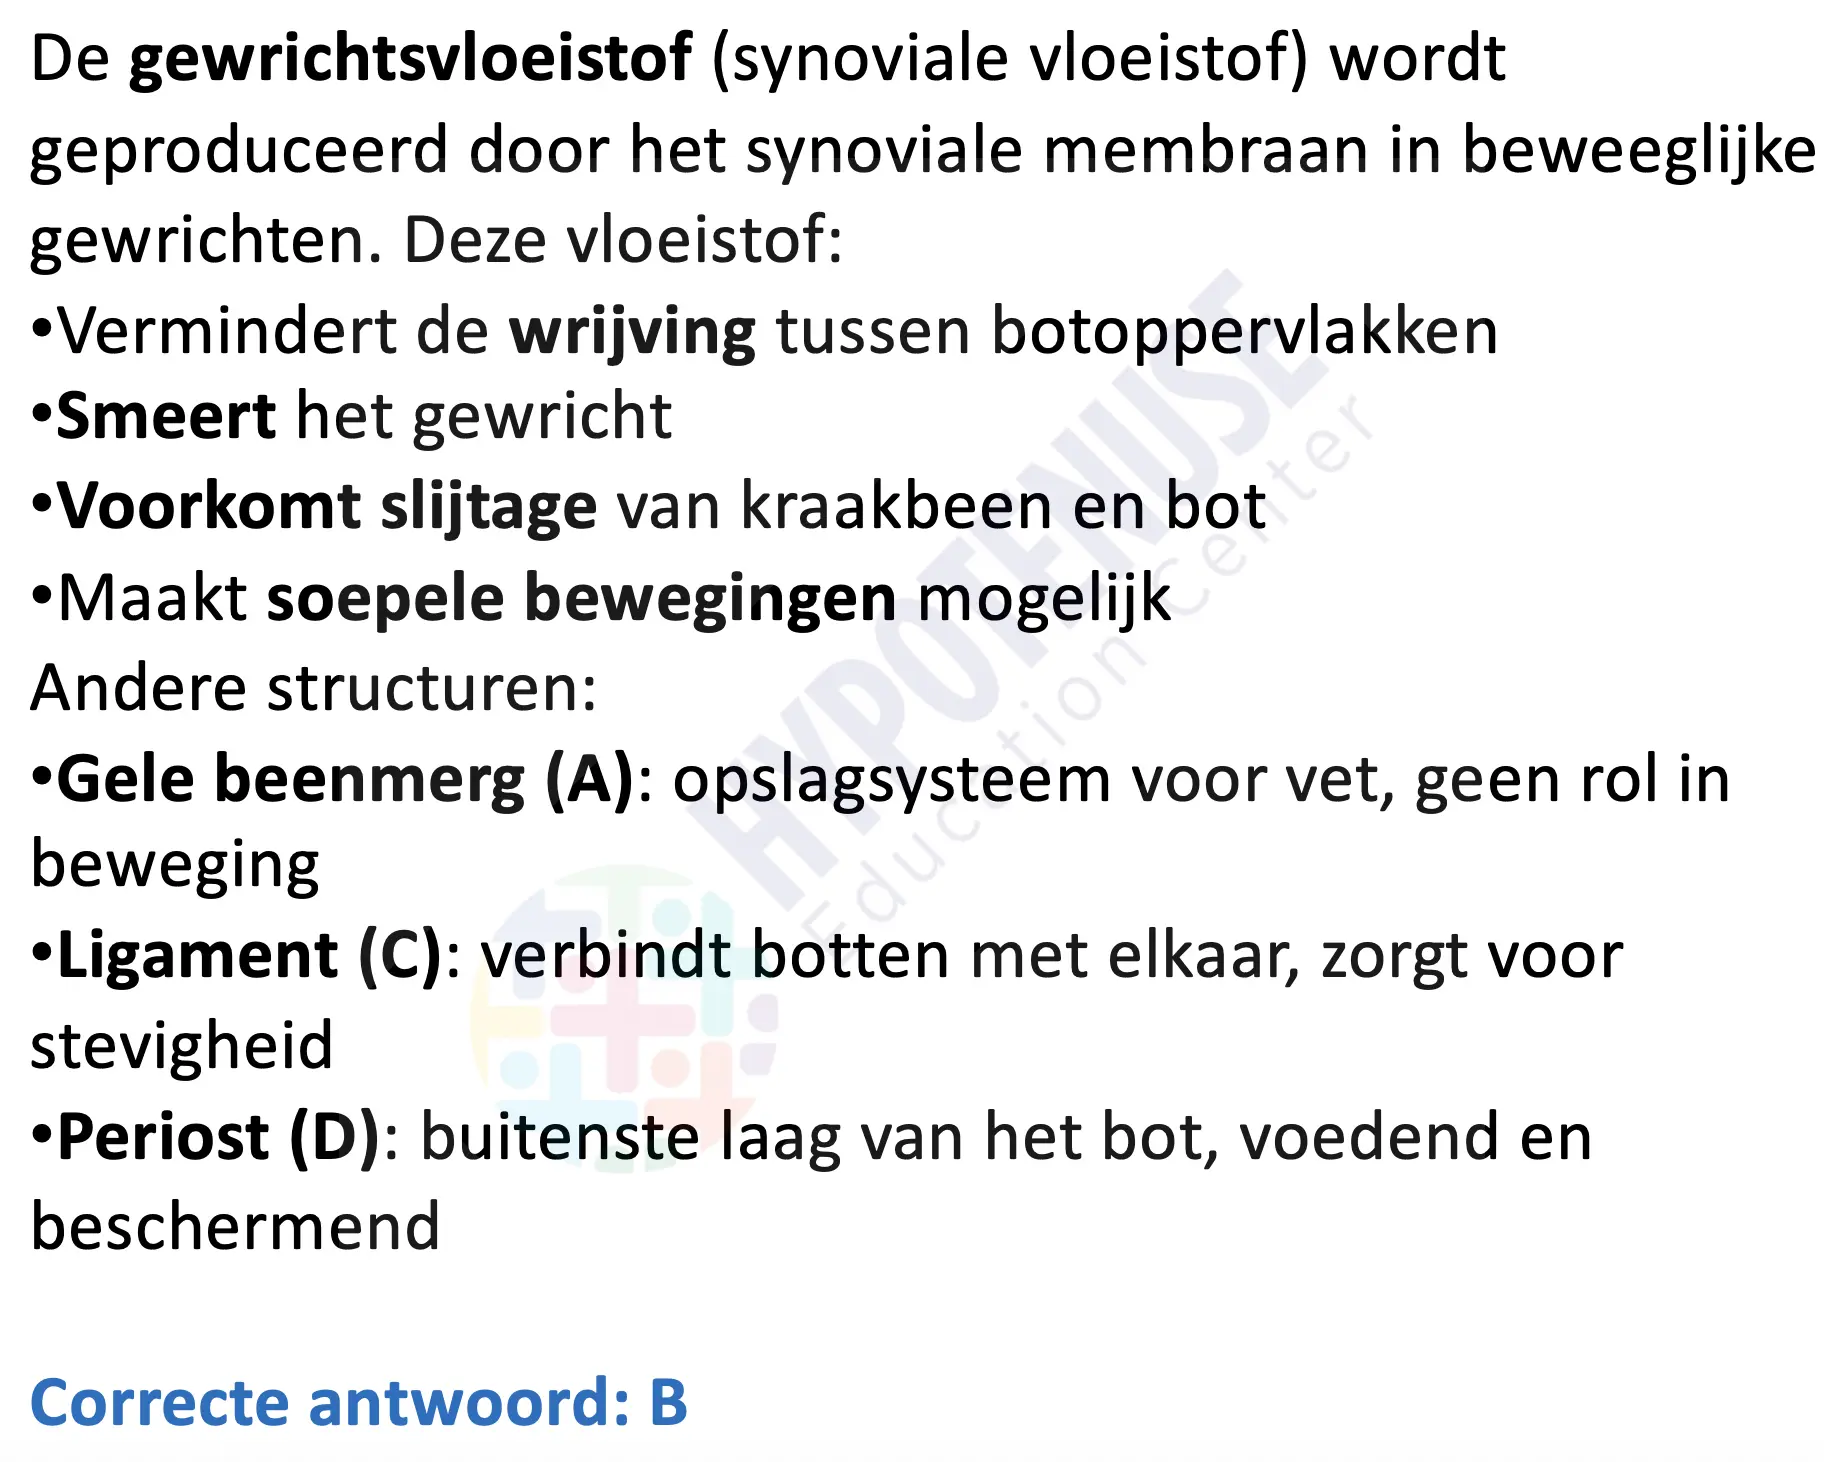 De gewrichtsvloeistof (synoviale vloeistof) wordt
geproduceerd door het synoviale membraan in beweeglijke
gewrichten. Deze vloeistof:
•Vermindert de wrijving tussen botoppervlakken
•Smeert het gewricht
•Voorkomt slijtage van kraakbeen en bot
•Maakt soepele bewegingen mogelijk
Andere structuren:
•Gele beenmerg (A): opslagsysteem voor vet, geen rol in
beweging
•Ligament (C): verbindt botten met elkaar, zorgt voor
stevigheid
•Periost (D): buitenste laag van het bot, voedend en
beschermend
Correcte antwoord: B
HYPOTENUSE
Education Center